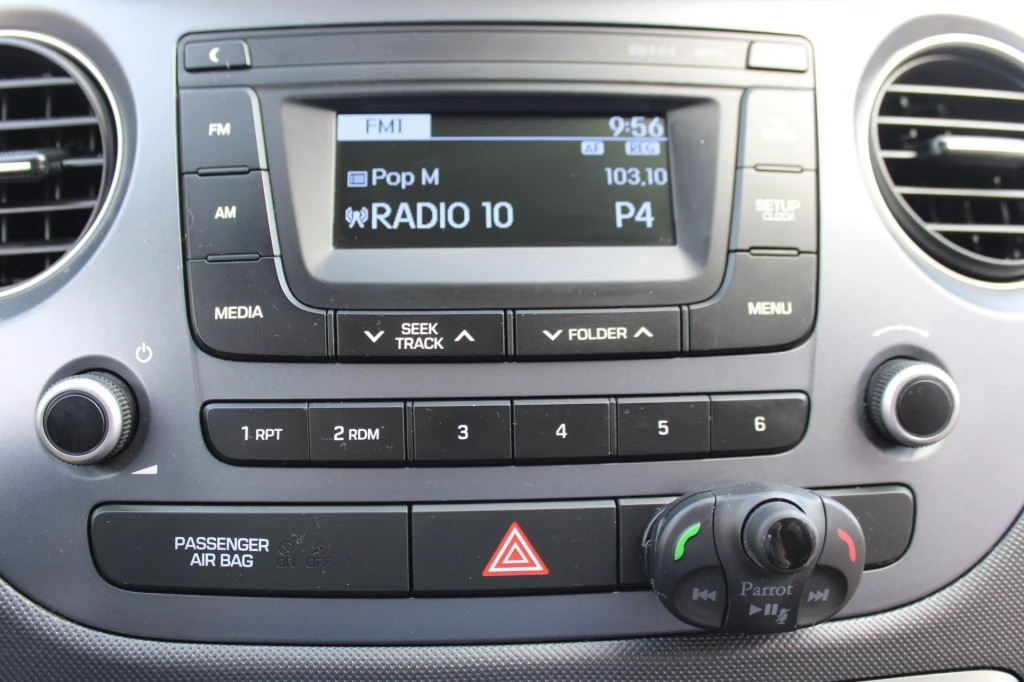 FM1 9:56
AF REG
Pop M 103.10
RADIO 10 P4
FM
AM
MEDIA
SETUP
CLOCK
MENU
SEEK
TRACK
FOLDER
1 RPT
2 RDM
3
4
5
6
PASSENGER
AIR BAG
ON OFF
Parrot